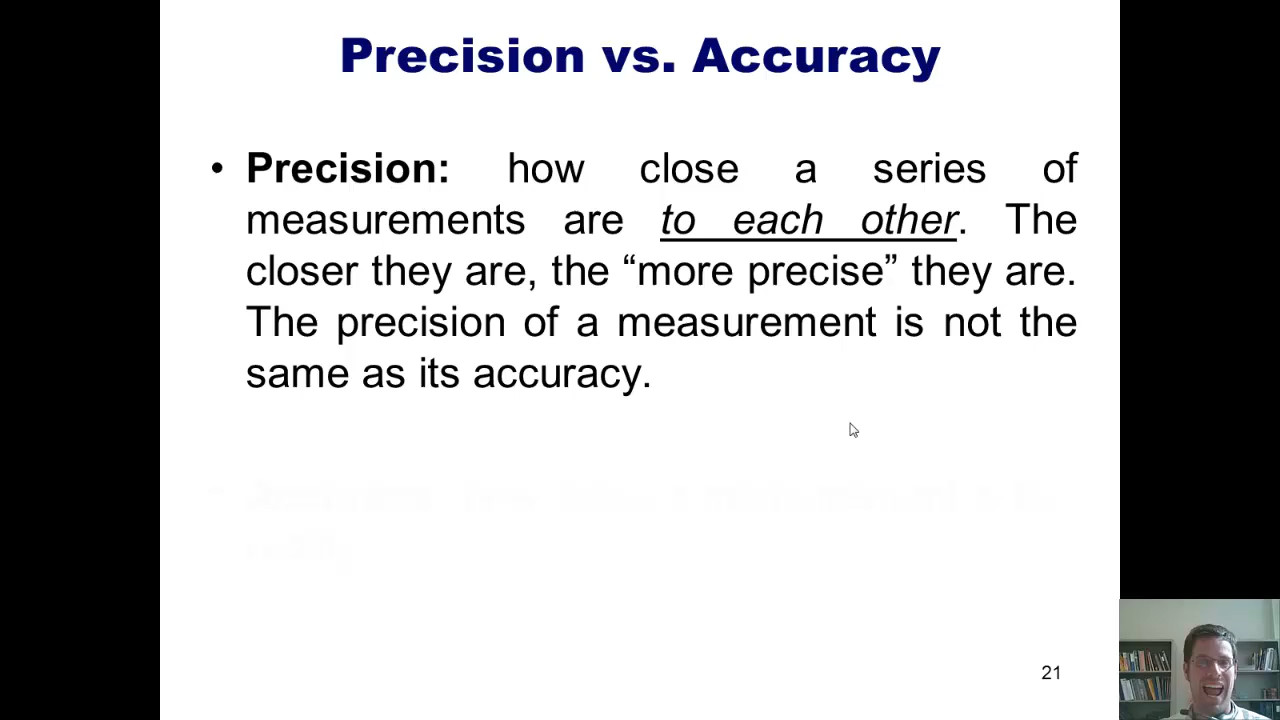 Precision vs. Accuracy
• Precision: how close a series of
measurements are to each other. The
closer they are, the “more precise” they are.
The precision of a measurement is not the
same as its accuracy.
21